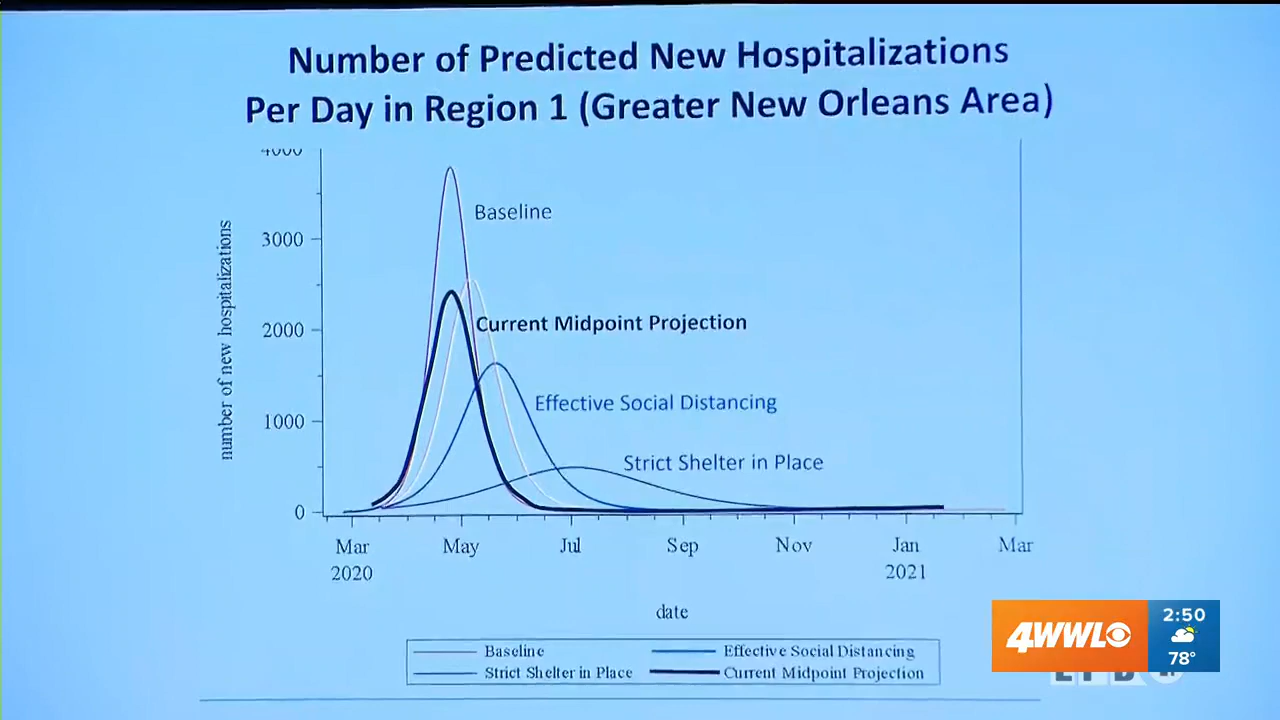 Number of Predicted New Hospitalizations
Per Day in Region 1 (Greater New Orleans Area)
4000
3000
2000
1000
0
number of new hospitalizations
Baseline
Current Midpoint Projection
Effective Social Distancing
Strict Shelter in Place
Mar May Jul Sep Nov Jan Mar
2020 2021
date
Baseline Effective Social Distancing
Strict Shelter in Place Current Midpoint Projection
4WWL 2:50
78°